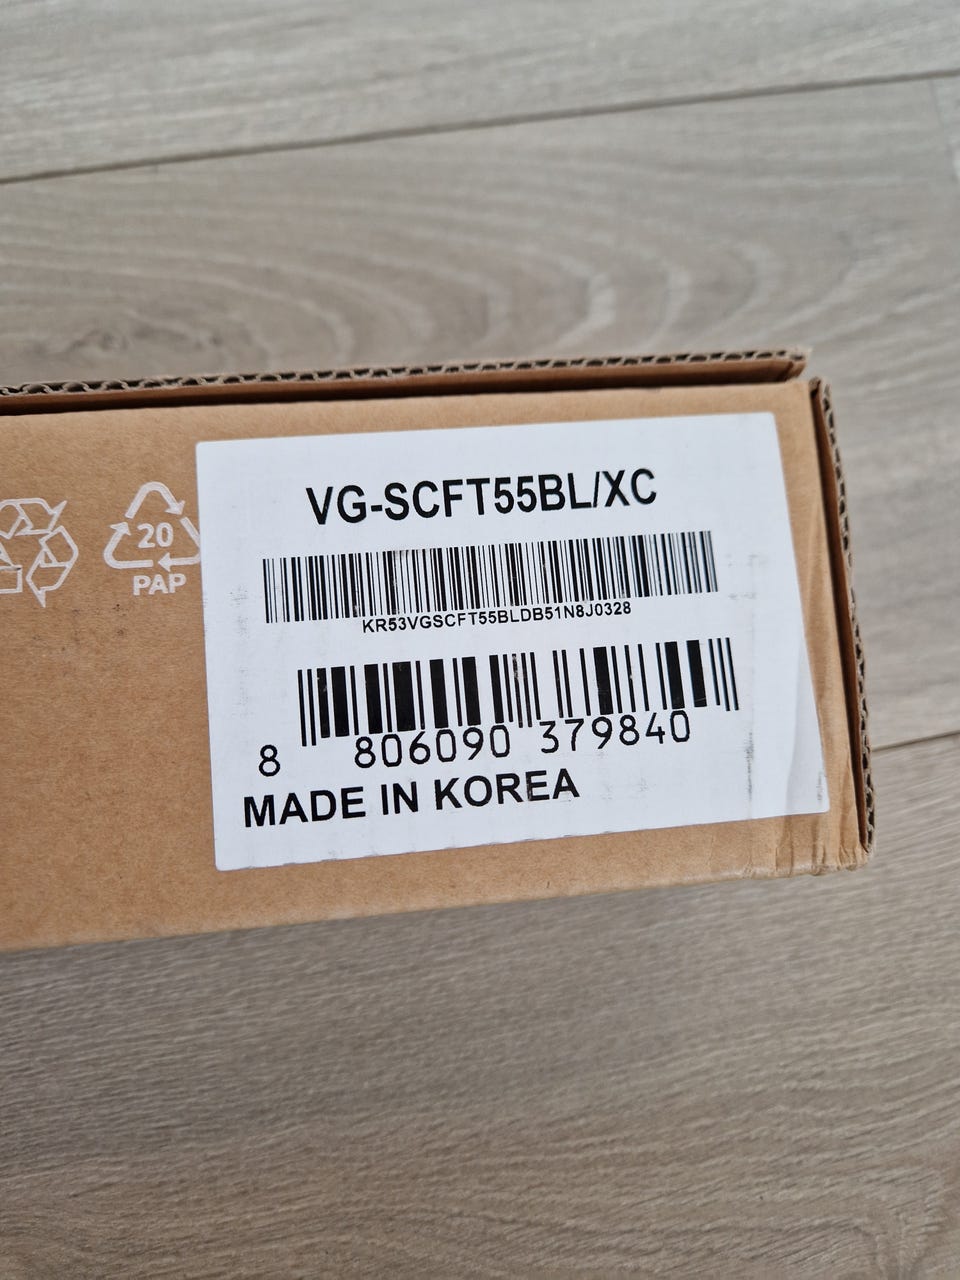 VG-SCFT55BL/XC
KR53VGSCFT55BLDB51N8J0328
8 806090 379840
MADE IN KOREA
20
PAP